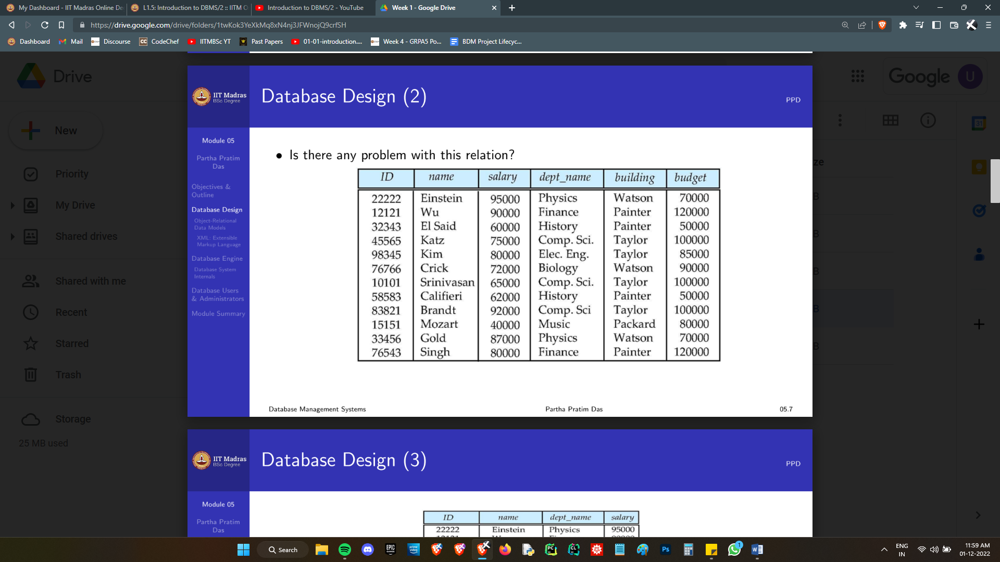 My Dashboard - IIT Madras Online De
L1.5: Introduction to DBMS/2 :: IITM O
Introduction to DBMS/2 - YouTube
Week 1 - Google Drive
https://drive.google.com/drive/folders/1twKok3YeXkMq8xN4nj3JFWnojQ9crfSH
Dashboard
Mail
Discourse
CodeChef
IITMBSc YT
Past Papers
01-01-introduction....
Week 4 - GRPA5 Po...
BDM Project Lifecyc...
Drive
Google
U
New
Priority
My Drive
Shared drives
Shared with me
Recent
Starred
Trash
Storage
25 MB used
ze
B
B
B
B
B
31
IIT Madras
BSc Degree
Database Design (2)
PPD
Module 05
Partha Pratim
Das
Objectives &
Outline
Database Design
Object-Relational
Data Models
XML: Extensible
Markup Language
Database Engine
Database System
Internals
Database Users
& Administrators
Module Summary
• Is there any problem with this relation?
ID name salary dept_name building budget
22222 Einstein 95000 Physics Watson 70000
12121 Wu 90000 Finance Painter 120000
32343 El Said 60000 History Painter 50000
45565 Katz 75000 Comp. Sci. Taylor 100000
98345 Kim 80000 Elec. Eng. Taylor 85000
76766 Crick 72000 Biology Watson 90000
10101 Srinivasan 65000 Comp. Sci. Taylor 100000
58583 Califieri 62000 History Painter 50000
83821 Brandt 92000 Comp. Sci Taylor 100000
15151 Mozart 40000 Music Packard 80000
33456 Gold 87000 Physics Watson 70000
76543 Singh 80000 Finance Painter 120000
Database Management Systems
Partha Pratim Das
05.7
IIT Madras
BSc Degree
Database Design (3)
PPD
Module 05
Partha Pratim
Das
ID name dept_name salary
22222 Einstein Physics 95000
Search
ENG
IN
11:59 AM
01-12-2022